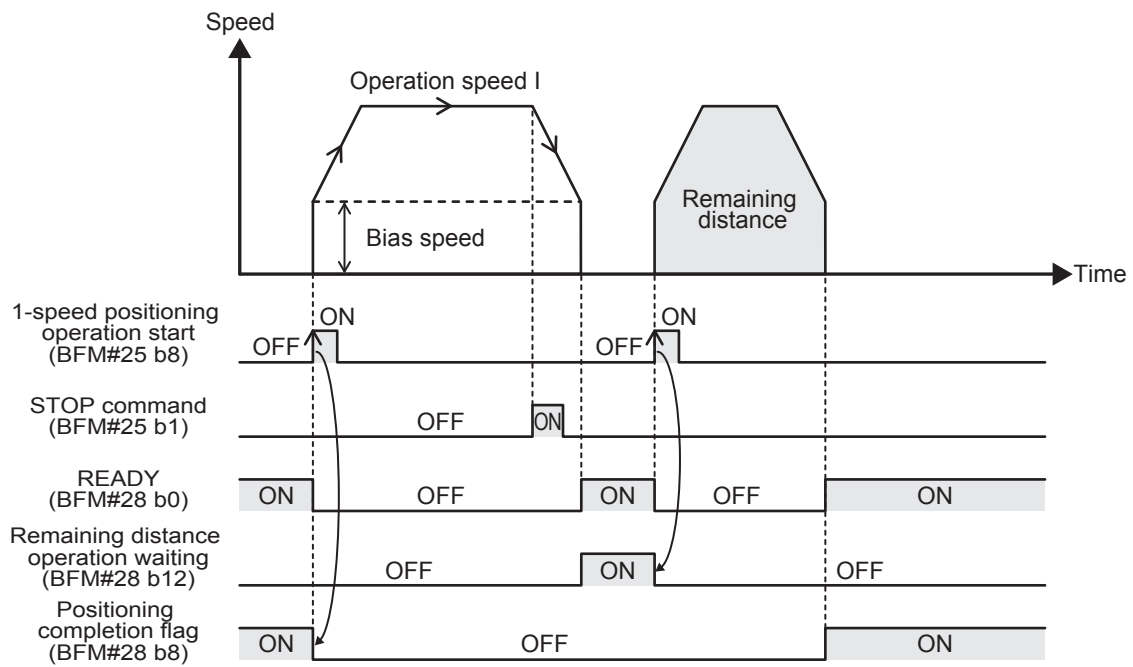 Speed
Operation speed I
Remaining
distance
Bias speed
Time
1-speed positioning
operation start
(BFM#25 b8)
OFF
ON
OFF
ON
STOP command
(BFM#25 b1)
OFF
ON
READY
(BFM#28 b0)
ON
OFF
ON
OFF
ON
Remaining distance
operation waiting
(BFM#28 b12)
OFF
ON
OFF
Positioning
completion flag
(BFM#28 b8)
ON
OFF
ON